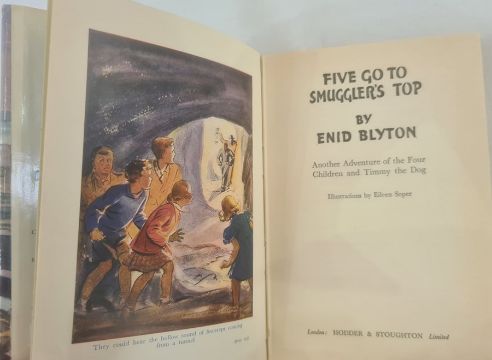 They could hear the hollow sound of footsteps coming
from a tunnel
FIVE GO TO
SMUGGLER'S TOP
BY
ENID BLYTON
Another Adventure of the Four
Children and Timmy the Dog
Illustrations by Eileen Soper
London: HODDER & STOUGHTON Limited